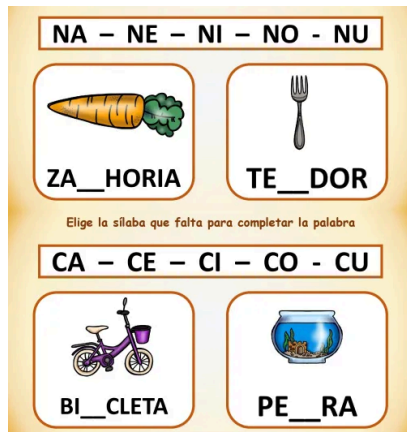 NA – NE – NI – NO - NU
ZA__HORIA
TE__DOR
Elige la sílaba que falta para completar la palabra
CA – CE – CI – CO - CU
BI__CLETA
PE__RA